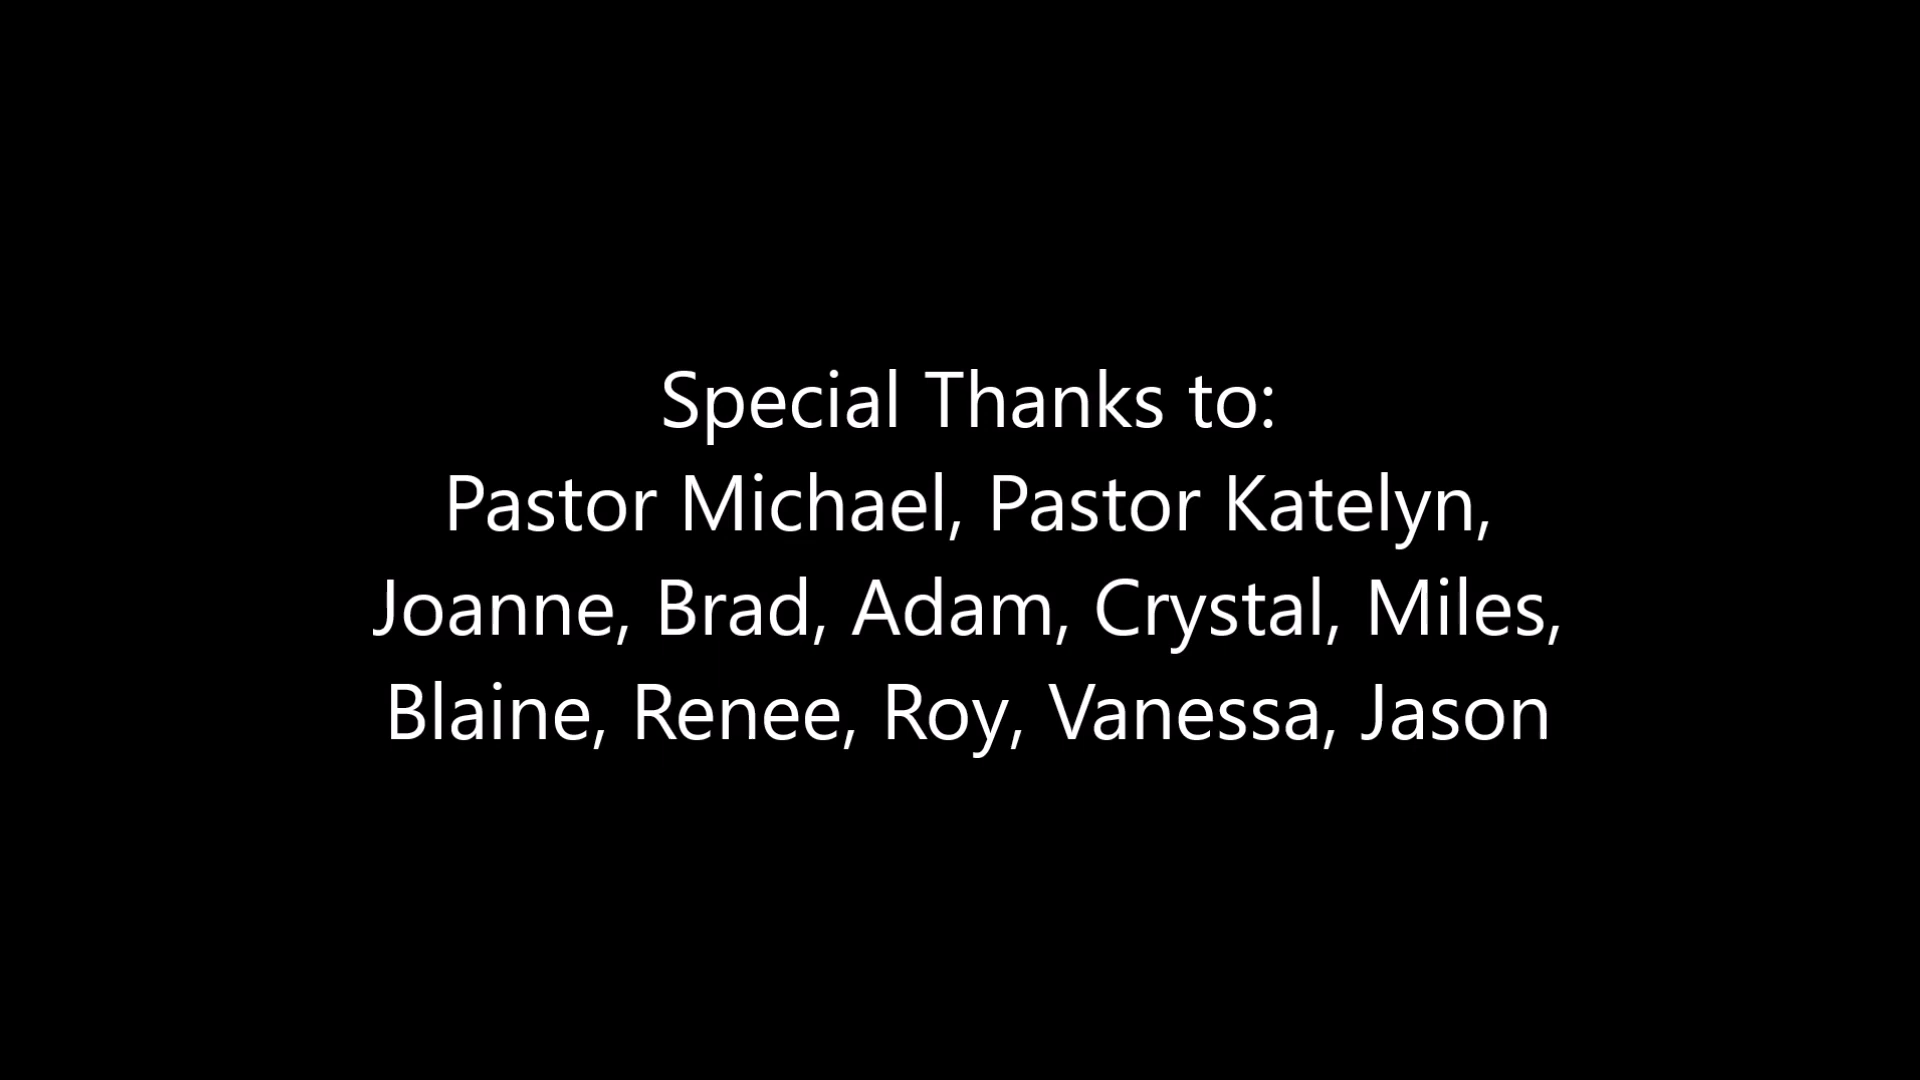 Special Thanks to:
Pastor Michael, Pastor Katelyn,
Joanne, Brad, Adam, Crystal, Miles,
Blaine, Renee, Roy, Vanessa, Jason